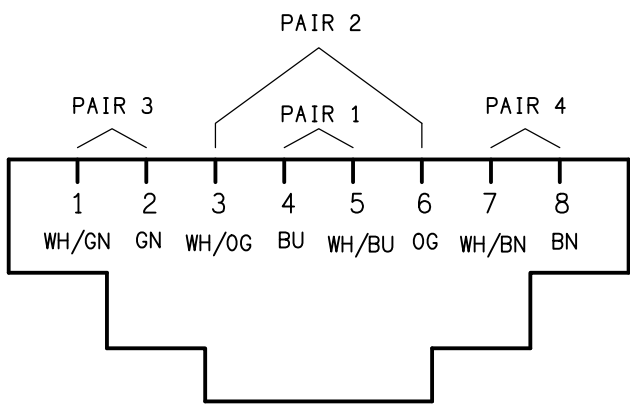 PAIR 2
PAIR 3 PAIR 1 PAIR 4
1 2 3 4 5 6 7 8
WH/GN GN WH/OG BU WH/BU OG WH/BN BN